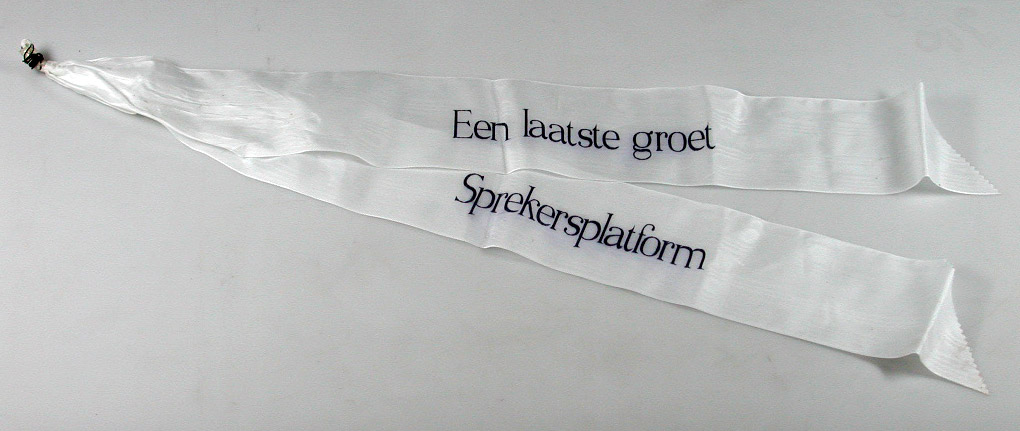 Een laatste groet
Sprekersplatform